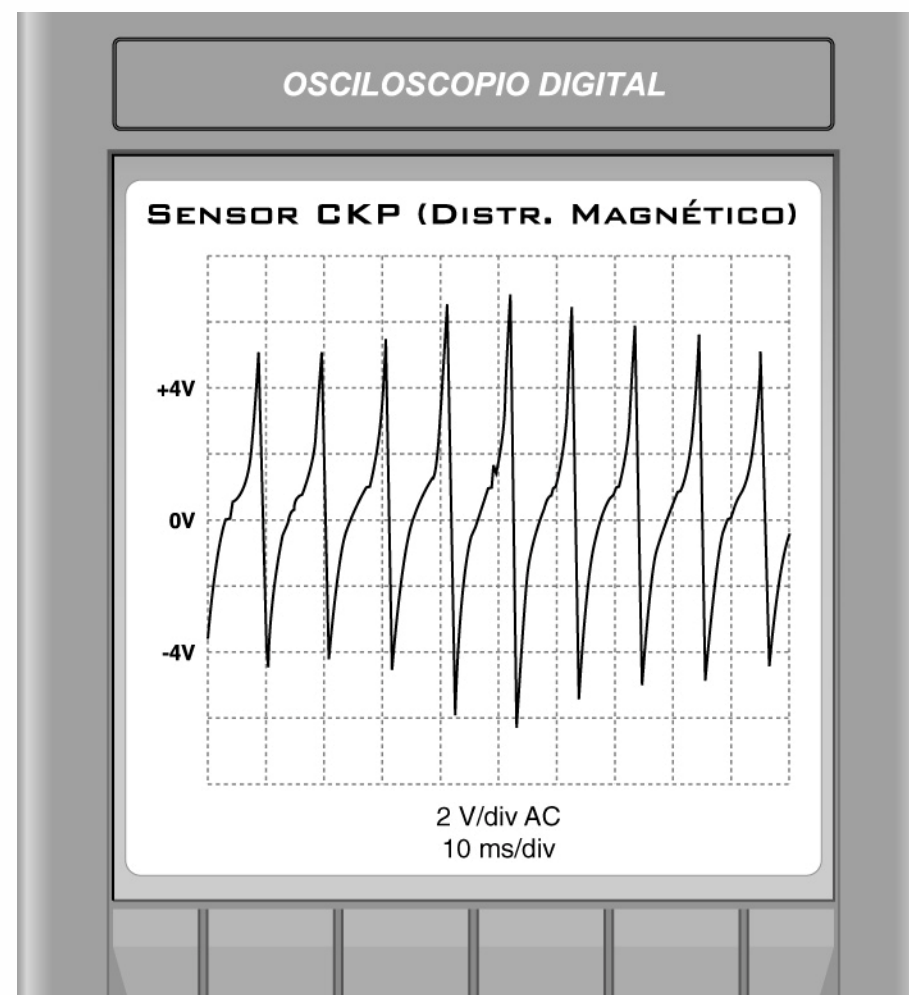 OSCILOSCOPIO DIGITAL
SENSOR CKP (DISTR. MAGNÉTICO)
+4V
0V
-4V
2 V/div AC
10 ms/div